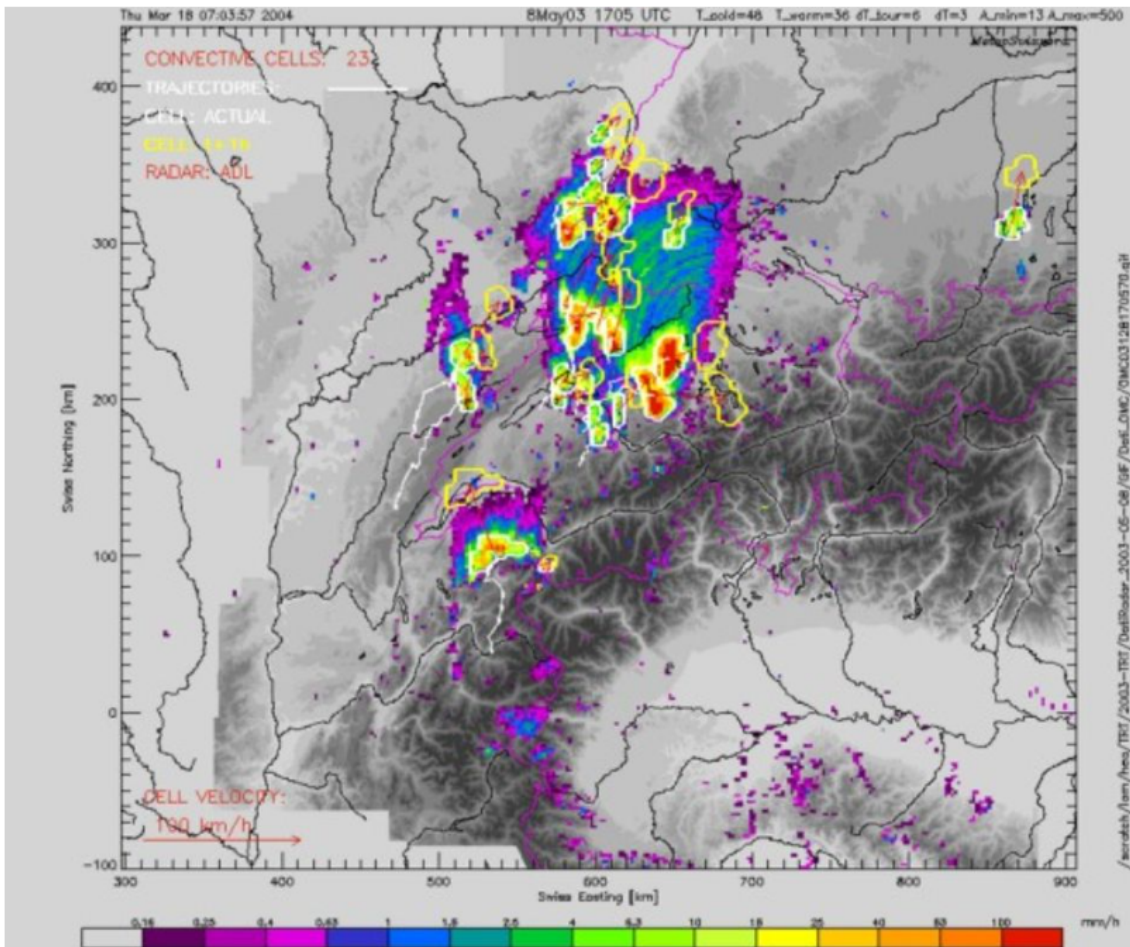 Thu Mar 18 07:03:57 2004
8May03 1705 UTC T_cold=48 T_warm=36 dT_tour=6 dT=3 A_min=13 A_max=500
CONVECTIVE CELLS: 23
TRAJECTORIES:
CELL: ACTUAL
RADAR: ADL
400
300
200
100
0
-100
Swiss Northing [km]
CELL VELOCITY:
100 km/h
300 400 500 600 700 800 900
Swiss Easting [km]
0.16 0.25 0.4 0.63 1 1.6 2.5 4 6.3 10 16 25 40 63 100 mm/h